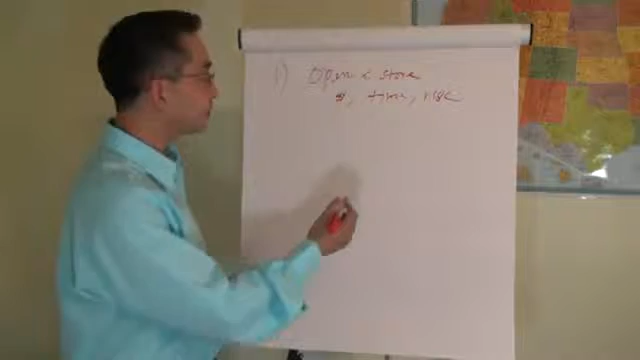 1) Open a store
$, time, risk